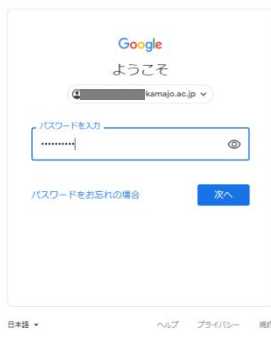 Google
ようこそ
kamajo.ac.jp
パスワードを入力
••••••••••
パスワードをお忘れの場合
次へ
日本語
ヘルプ プライバシー 規約